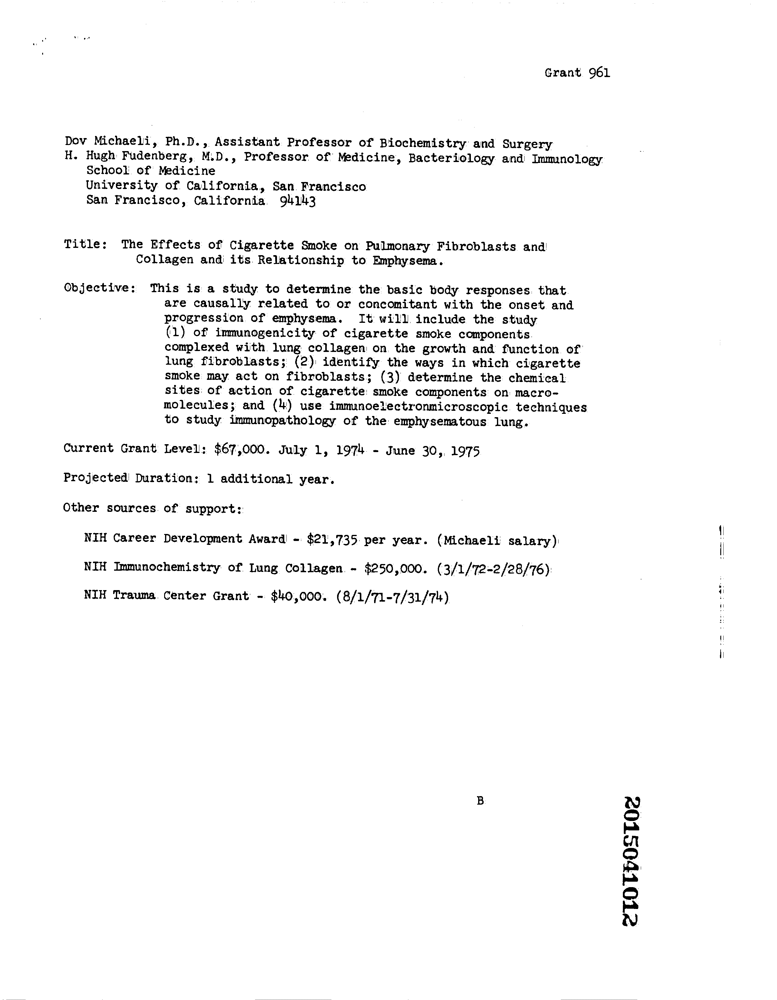 Grant 961
Dov Michaeli, Ph.D., Assistant Professor of Biochemistry and Surgery
H. Hugh Fudenberg, M.D., Professor of Medicine, Bacteriology and Immunology
School of Medicine
University of California, San Francisco
San Francisco, California 94143
Title: The Effects of Cigarette Smoke on Pulmonary Fibroblasts and
Collagen and its Relationship to Emphysema.
Objective: This is a study to determine the basic body responses that
are causally related to or concomitant with the onset and
progression of emphysema. It will include the study
(1) of immunogenicity of cigarette smoke components
complexed with lung collagen on the growth and function of
lung fibroblasts; (2) identify the ways in which cigarette
smoke may act on fibroblasts; (3) determine the chemical
sites of action of cigarette smoke components on macro-
molecules; and (4) use immunoelectronmicroscopic techniques
to study immunopathology of the emphysematous lung.
Current Grant Level: $67,000. July 1, 1974 - June 30, 1975
Projected Duration: 1 additional year.
Other sources of support:
NIH Career Development Award - $21,735 per year. (Michaeli salary)
NIH Immunochemistry of Lung Collagen - $250,000. (3/1/72-2/28/76)
NIH Trauma Center Grant - $40,000. (8/1/71-7/31/74)
B
2015041012